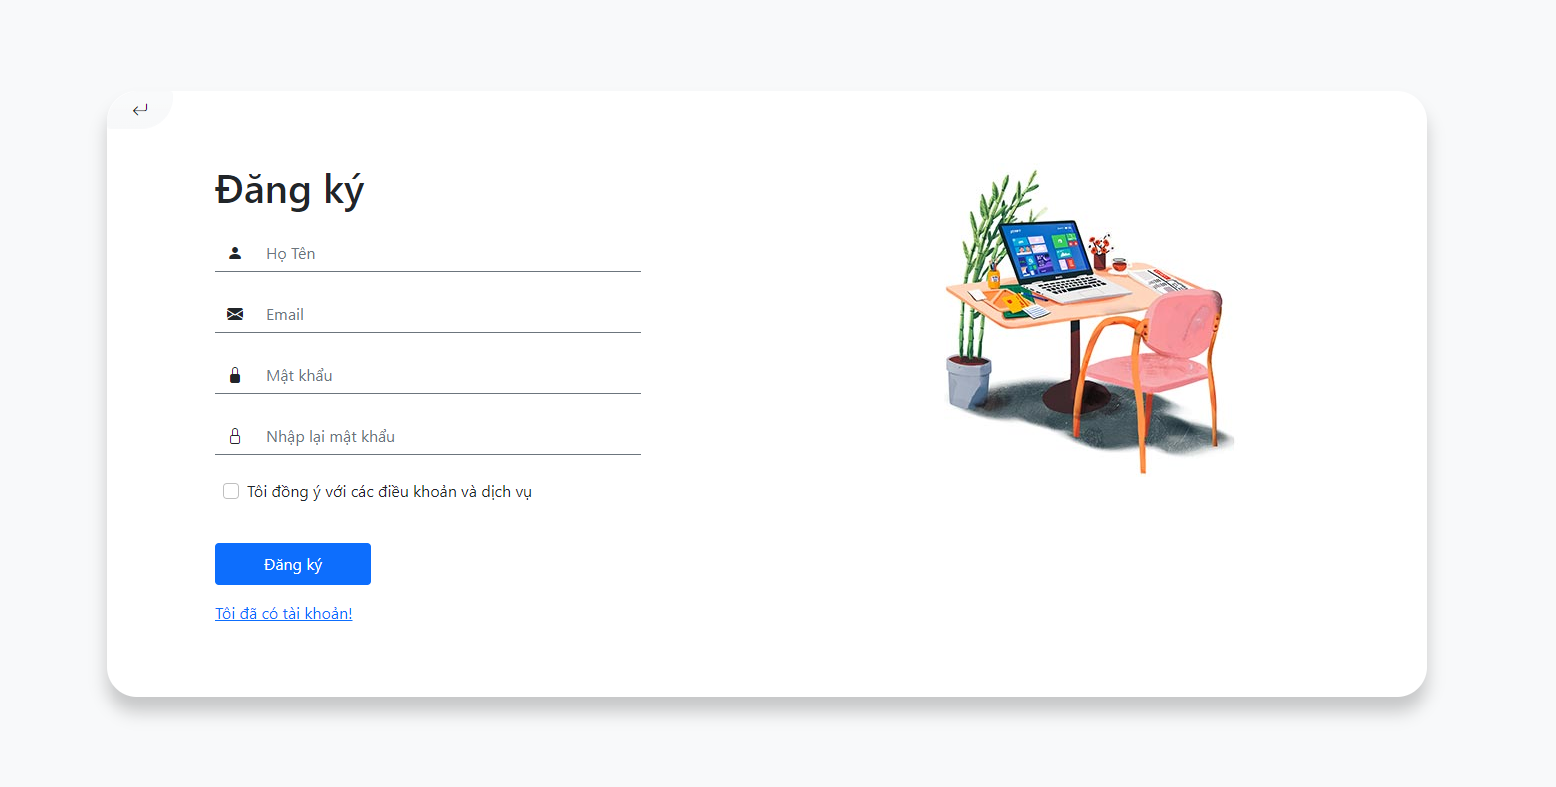 Đăng ký
Họ Tên
Email
Mật khẩu
Nhập lại mật khẩu
Tôi đồng ý với các điều khoản và dịch vụ
Đăng ký
Tôi đã có tài khoản!